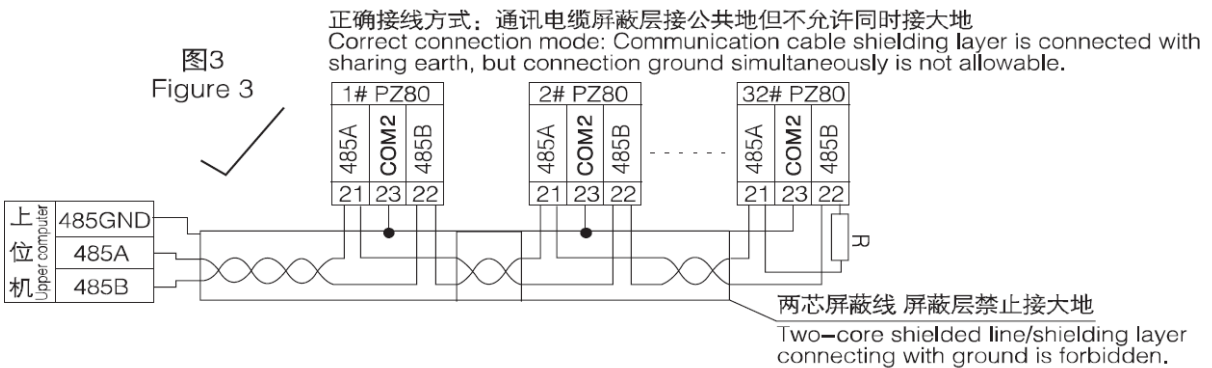 正确接线方式：通讯电缆屏蔽层接公共地但不允许同时接大地
Correct connection mode: Communication cable shielding layer is connected with
sharing earth, but connection ground simultaneously is not allowable.
图3
Figure 3
1# PZ80
485A
COM2
485B
21 23 22
2# PZ80
485A
COM2
485B
21 23 22
32# PZ80
485A
COM2
485B
21 23 22
R
上位机
Upper computer
485GND
485A
485B
两芯屏蔽线 屏蔽层禁止接大地
Two-core shielded line/shielding layer
connecting with ground is forbidden.